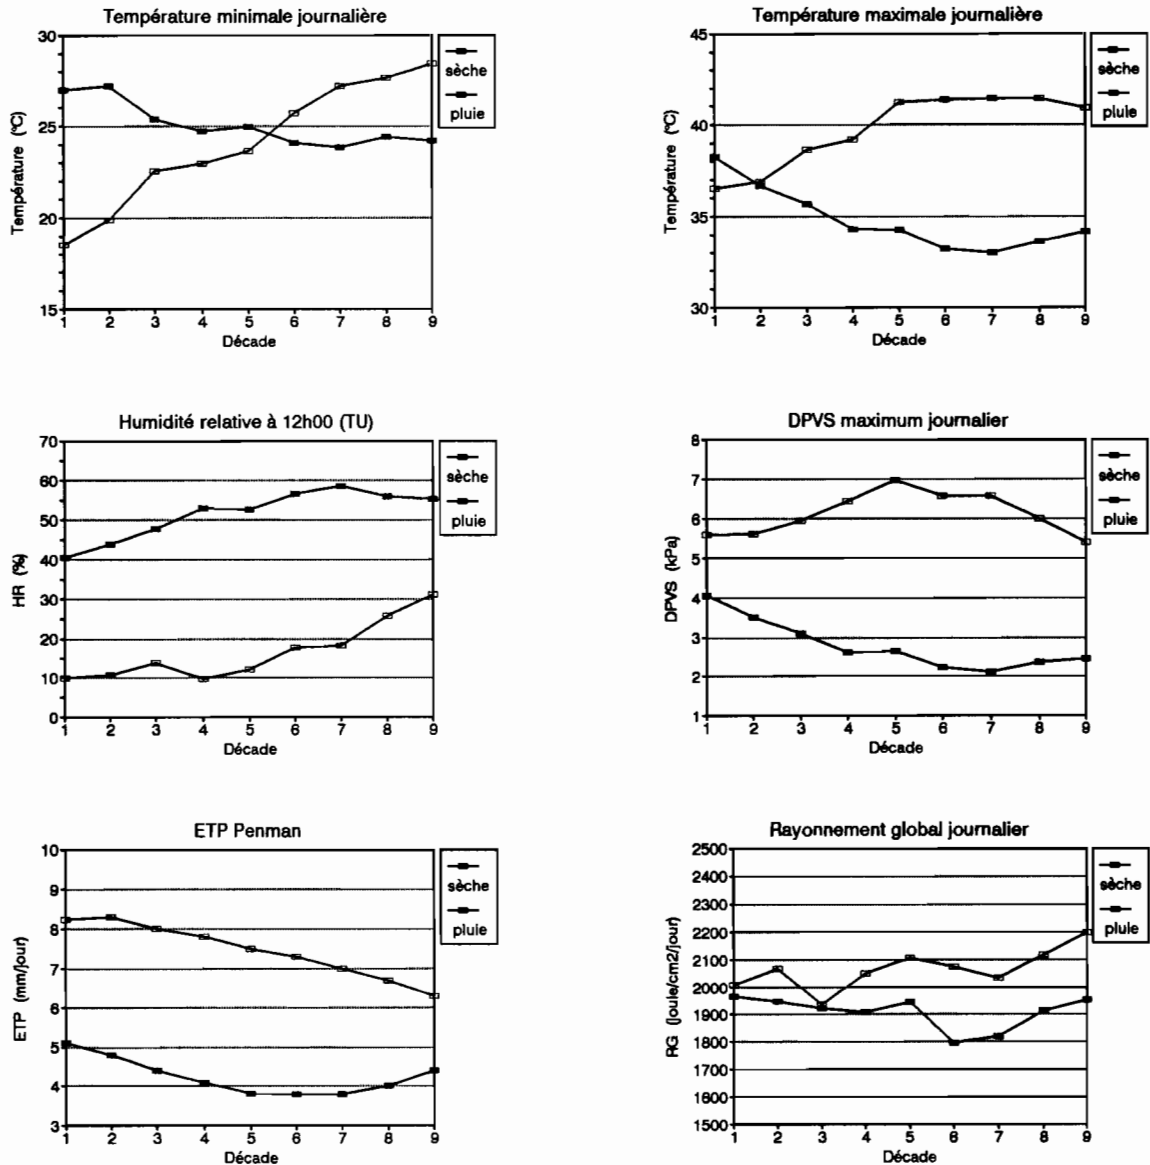 Température minimale journalière
30
25
20
15
Température (ºC)
1 2 3 4 5 6 7 8 9
Décade
sèche
pluie
Température maximale journalière
45
40
35
30
Température (ºC)
1 2 3 4 5 6 7 8 9
Décade
sèche
pluie
Humidité relative à 12h00 (TU)
70
60
50
40
30
20
10
0
HR (%)
1 2 3 4 5 6 7 8 9
Décade
sèche
pluie
DPVS maximum journalier
8
7
6
5
4
3
2
1
DPVS (kPa)
1 2 3 4 5 6 7 8 9
Décade
sèche
pluie
ETP Penman
10
9
8
7
6
5
4
3
ETP (mm/jour)
1 2 3 4 5 6 7 8 9
Décade
sèche
pluie
Rayonnement global journalier
2500
2400
2300
2200
2100
2000
1900
1800
1700
1600
1500
RG (joule/cm2/jour)
1 2 3 4 5 6 7 8 9
Décade
sèche
pluie